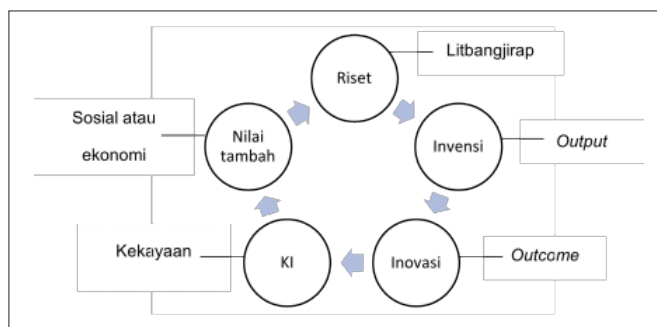 Litbangjirap
Riset
Sosial atau
ekonomi
Nilai
tambah
Invensi
Output
Kekayaan
KI
Inovasi
Outcome